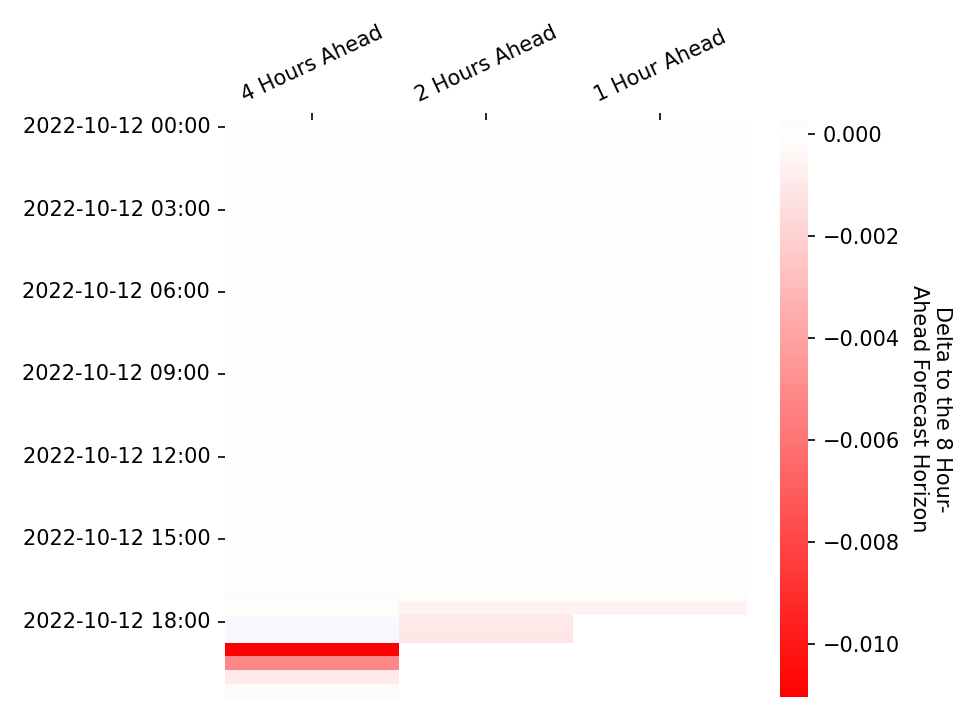 4 Hours Ahead
2 Hours Ahead
1 Hour Ahead
2022-10-12 00:00
2022-10-12 03:00
2022-10-12 06:00
2022-10-12 09:00
2022-10-12 12:00
2022-10-12 15:00
2022-10-12 18:00
0.000
−0.002
−0.004
−0.006
−0.008
−0.010
Delta to the 8 Hour-
Ahead Forecast Horizon